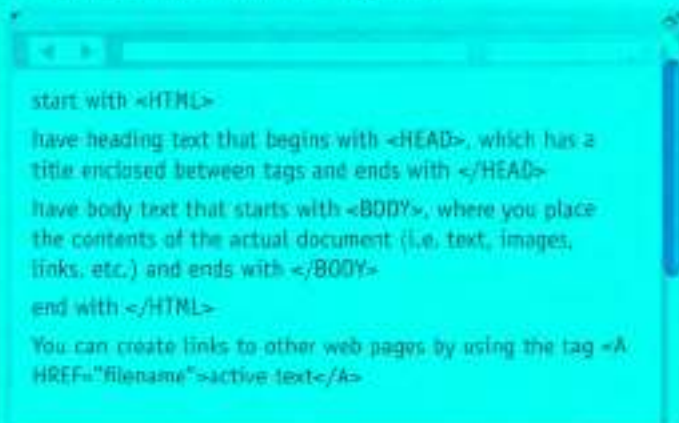 start with <HTML>
have heading text that begins with <HEAD>, which has a
title enclosed between tags and ends with </HEAD>
have body text that starts with <BODY>, where you place
the contents of the actual document (i.e. text, images,
links, etc.) and ends with </BODY>
end with </HTML>
You can create links to other web pages by using the tag <A
HREF="filename">active text</A>